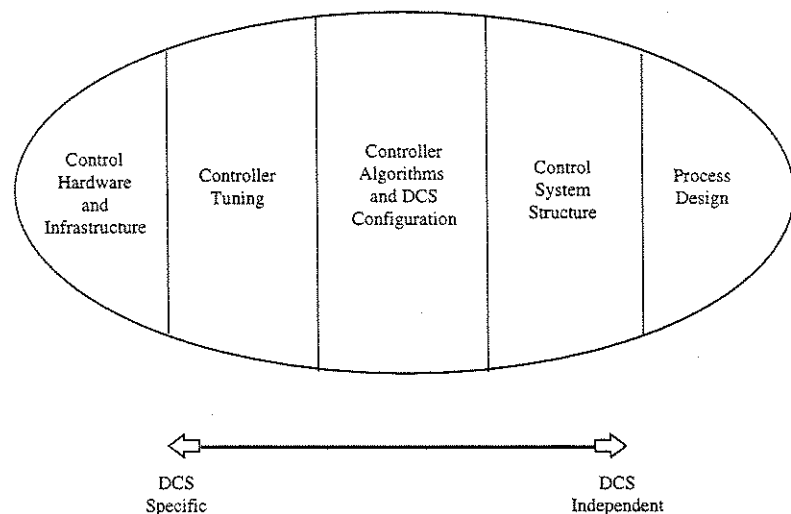 Control
Hardware
and
Infrastructure
Controller
Tuning
Controller
Algorithms
and DCS
Configuration
Control
System
Structure
Process
Design
DCS
Specific
DCS
Independent